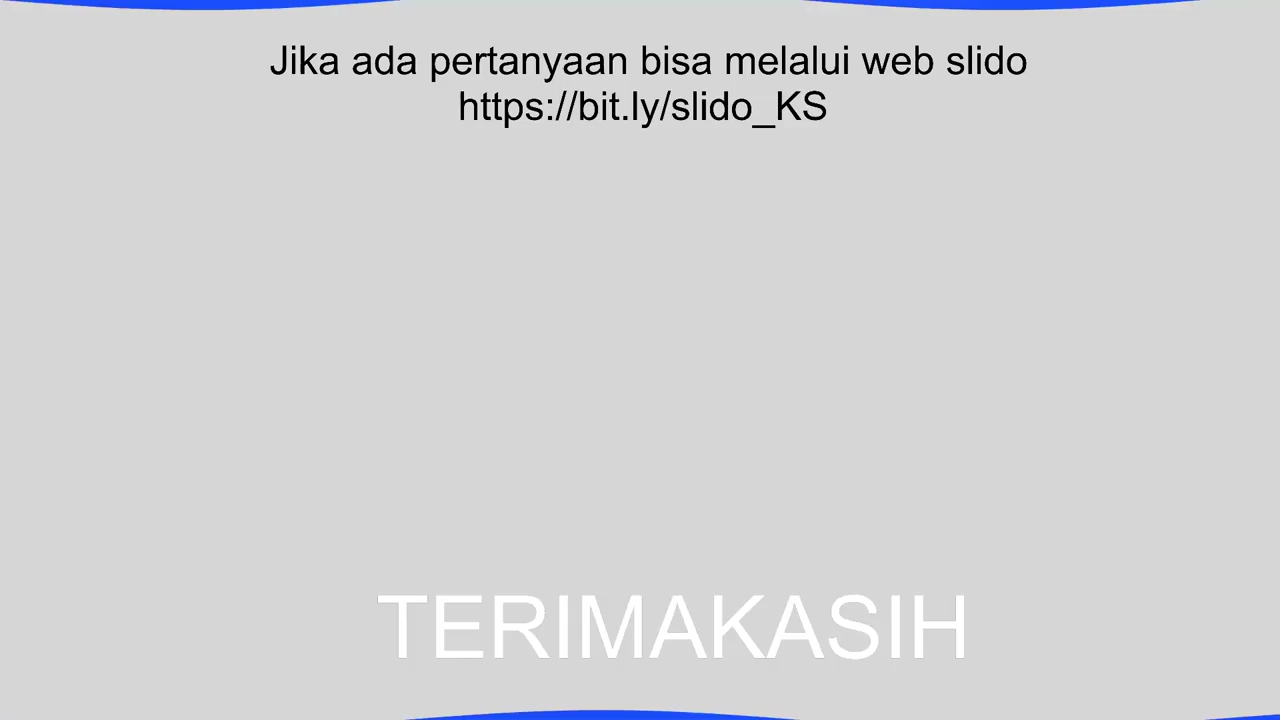 Jika ada pertanyaan bisa melalui web slido
https://bit.ly/slido_KS
TERIMAKASIH